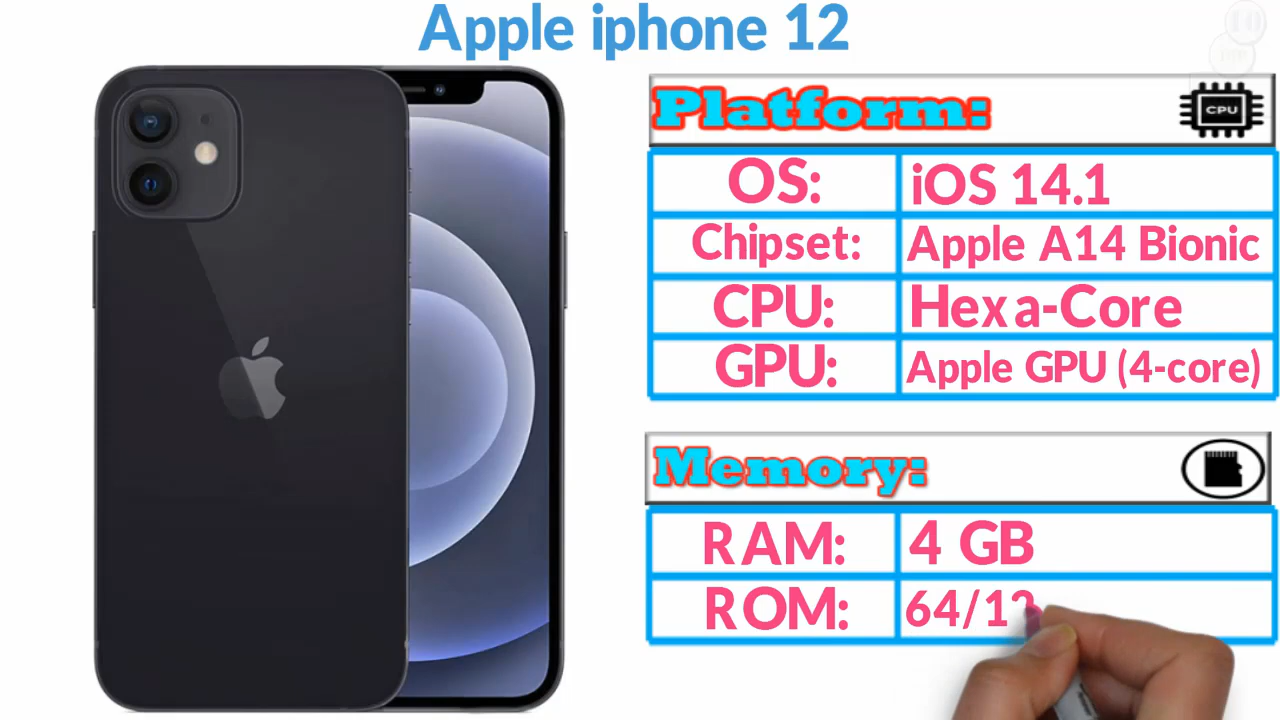 Apple iphone 12
Platform:
CPU
OS: iOS 14.1
Chipset: Apple A14 Bionic
CPU: Hexa-Core
GPU: Apple GPU (4-core)
Memory:
RAM: 4 GB
ROM: 64/12